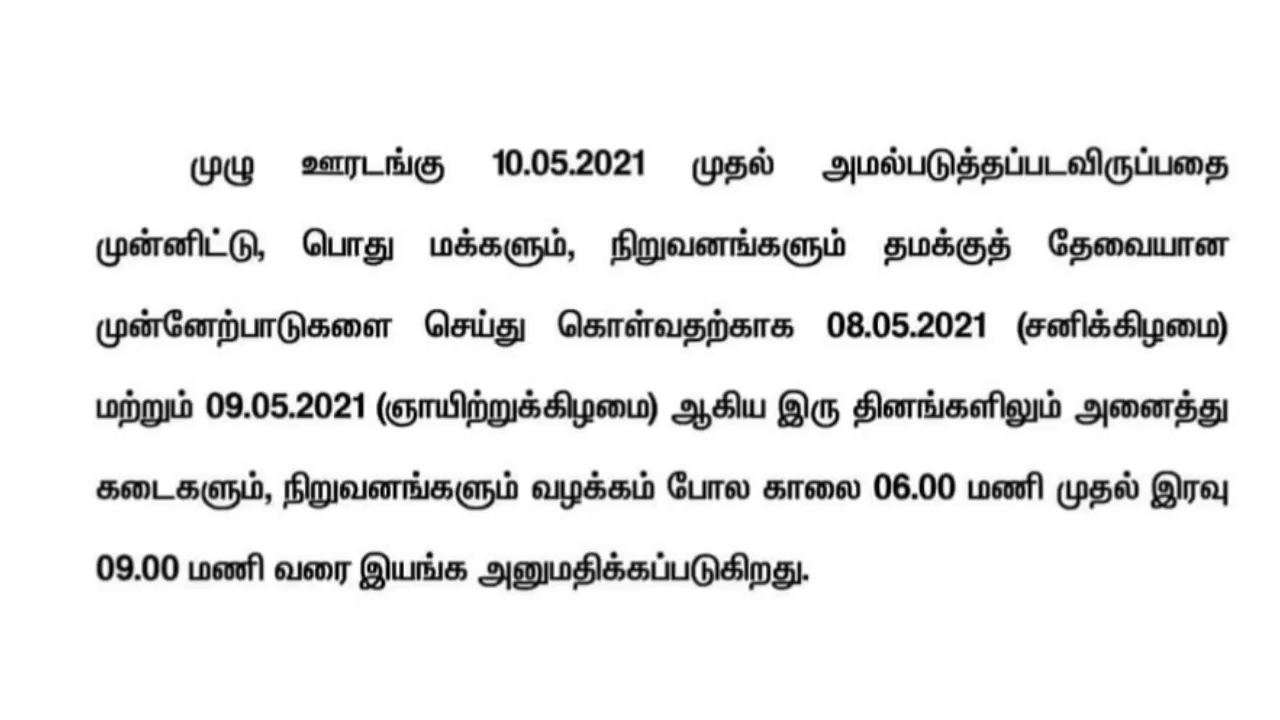 முழு ஊரடங்கு 10.05.2021 முதல் அமல்படுத்தப்படவிருப்பதை
முன்னிட்டு, பொது மக்களும், நிறுவனங்களும் தமக்குத் தேவையான
முன்னேற்பாடுகளை செய்து கொள்வதற்காக 08.05.2021 (சனிக்கிழமை)
மற்றும் 09.05.2021 (ஞாயிற்றுக்கிழமை) ஆகிய இரு தினங்களிலும் அனைத்து
கடைகளும், நிறுவனங்களும் வழக்கம் போல காலை 06.00 மணி முதல் இரவு
09.00 மணி வரை இயங்க அனுமதிக்கப்படுகிறது.